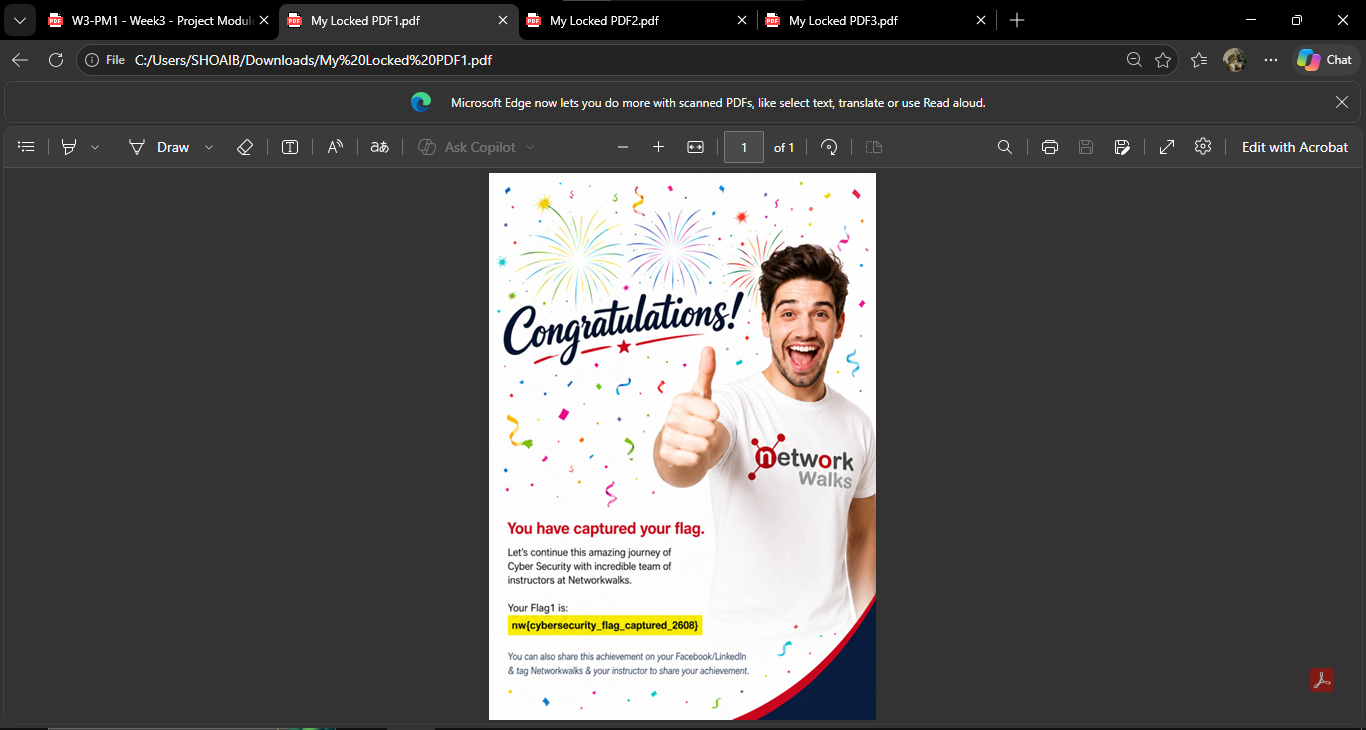 W3-PM1 - Week3 - Project Modul
My Locked PDF1.pdf
My Locked PDF2.pdf
My Locked PDF3.pdf
File
C:/Users/SHOAIB/Downloads/My%20Locked%20PDF1.pdf
Chat
Microsoft Edge now lets you do more with scanned PDFs, like select text, translate or use Read aloud.
Draw
Ask Copilot
1
of 1
Edit with Acrobat
Congratulations!
network
Walks
You have captured your flag.
Let's continue this amazing journey of
Cyber Security with incredible team of
instructors at Networkwalks.
Your Flag1 is:
nw{cybersecurity_flag_captured_2608}
You can also share this achievement on your Facebook/LinkedIn
& tag Networkwalks & your instructor to share your achievement.